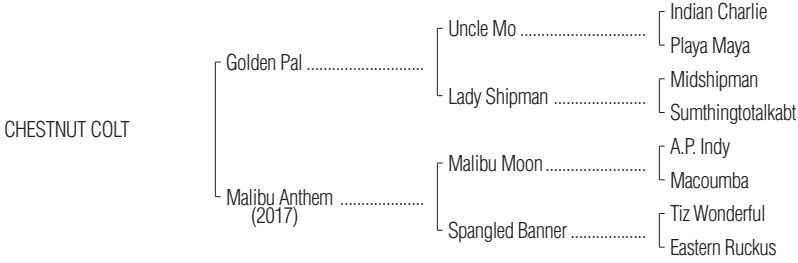 Indian Charlie
Uncle Mo ..............................
Playa Maya
Golden Pal ............................
Midshipman
Lady Shipman ......................
Sumthingtotalkabt
CHESTNUT COLT
A.P. Indy
Malibu Moon ........................
Macoumba
Malibu Anthem ....................
(2017)
Tiz Wonderful
Spangled Banner ..................
Eastern Ruckus